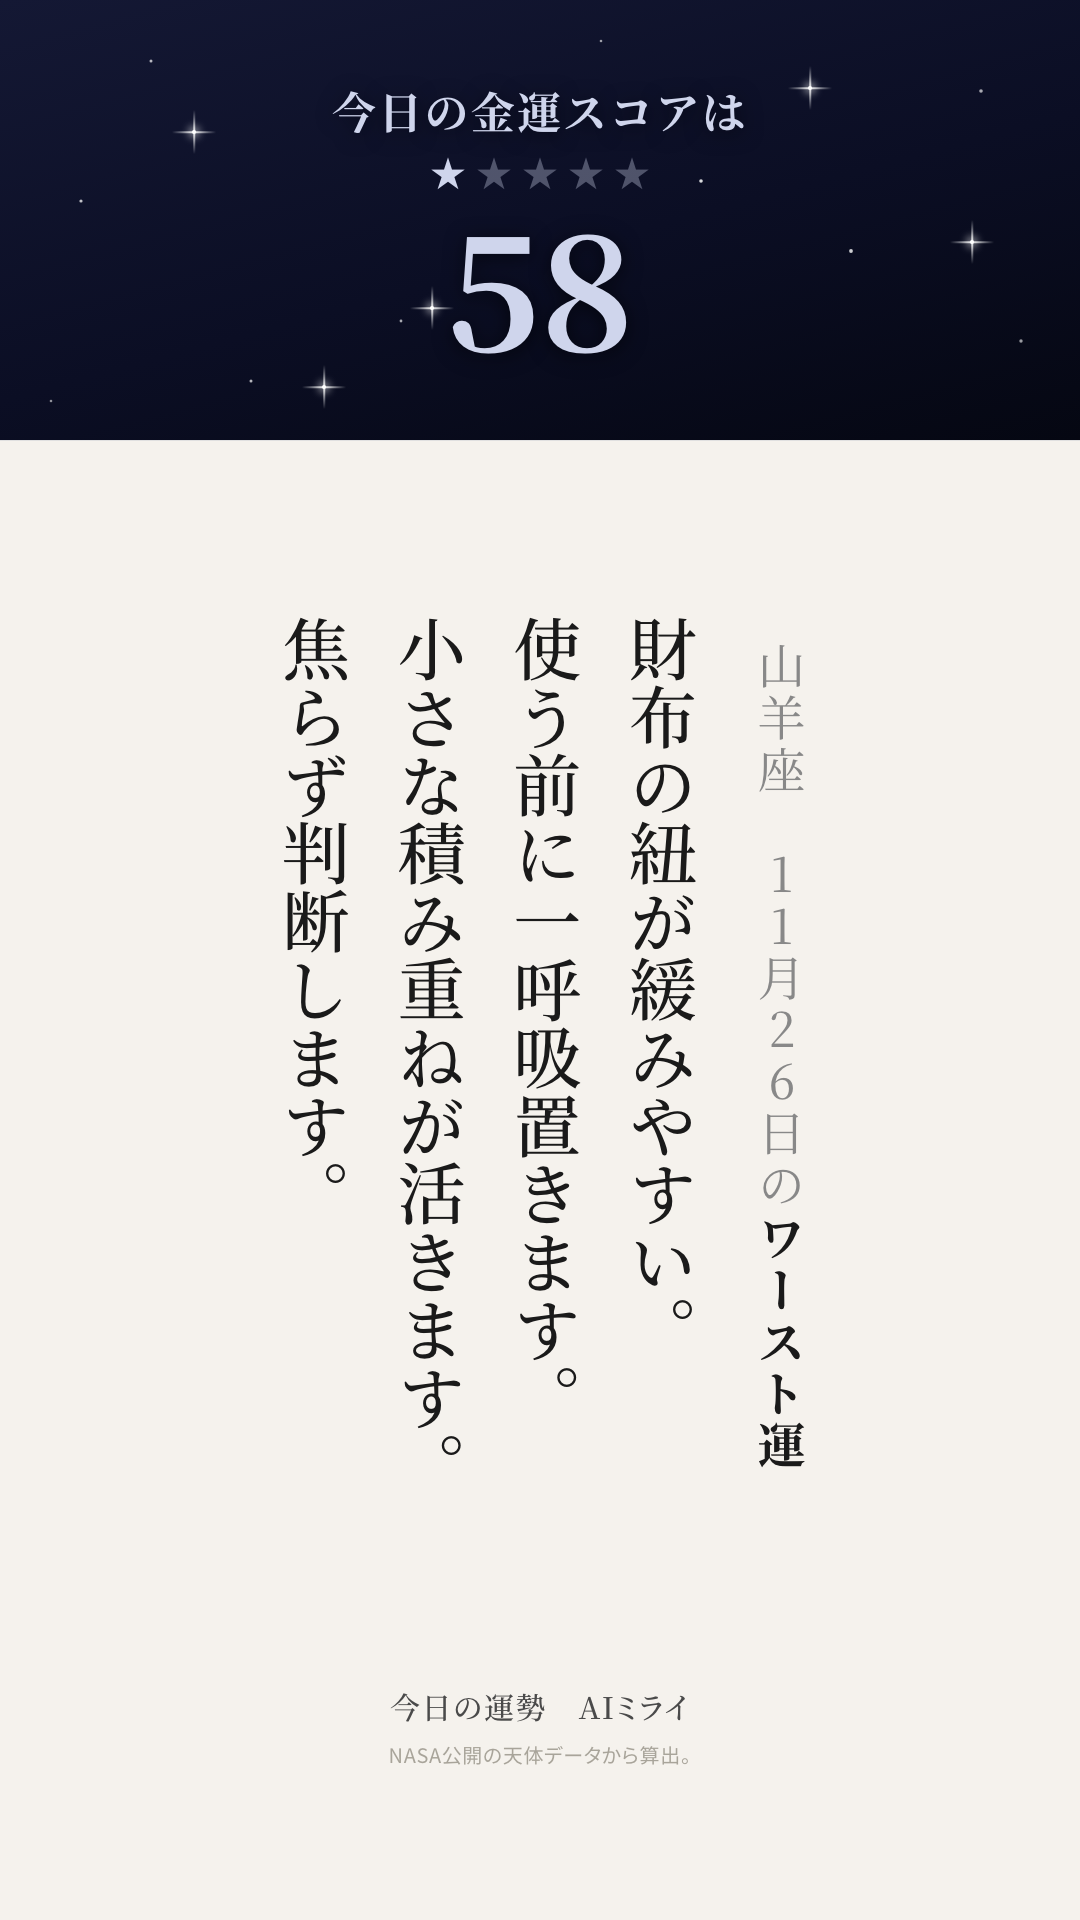 今日の金運スコアは
★★★★★
58
山羊座　11月26日のワースト運
財布の紐が緩みやすい。
使う前に一呼吸置きます。
小さな積み重ねが活きます。
焦らず判断します。
今日の運勢　AIミライ
NASA公開の天体データから算出。